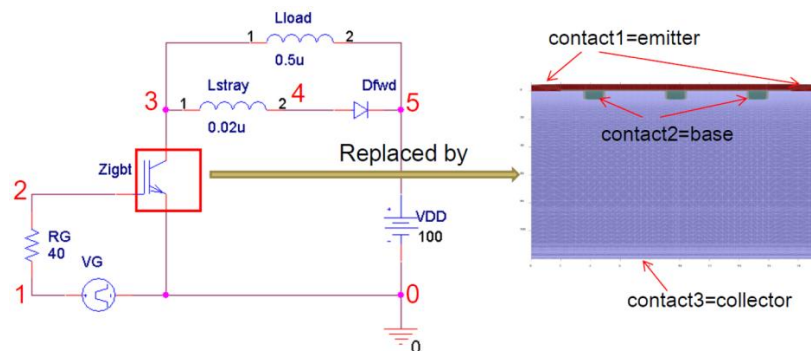 Lload
1
2
0.5u
contact1=emitter
3
Lstray
4
Dfwd
5
1
2
0.02u
contact2=base
Zigbt
Replaced by
2
VDD
100
RG
40
VG
1
0
contact3=collector
0